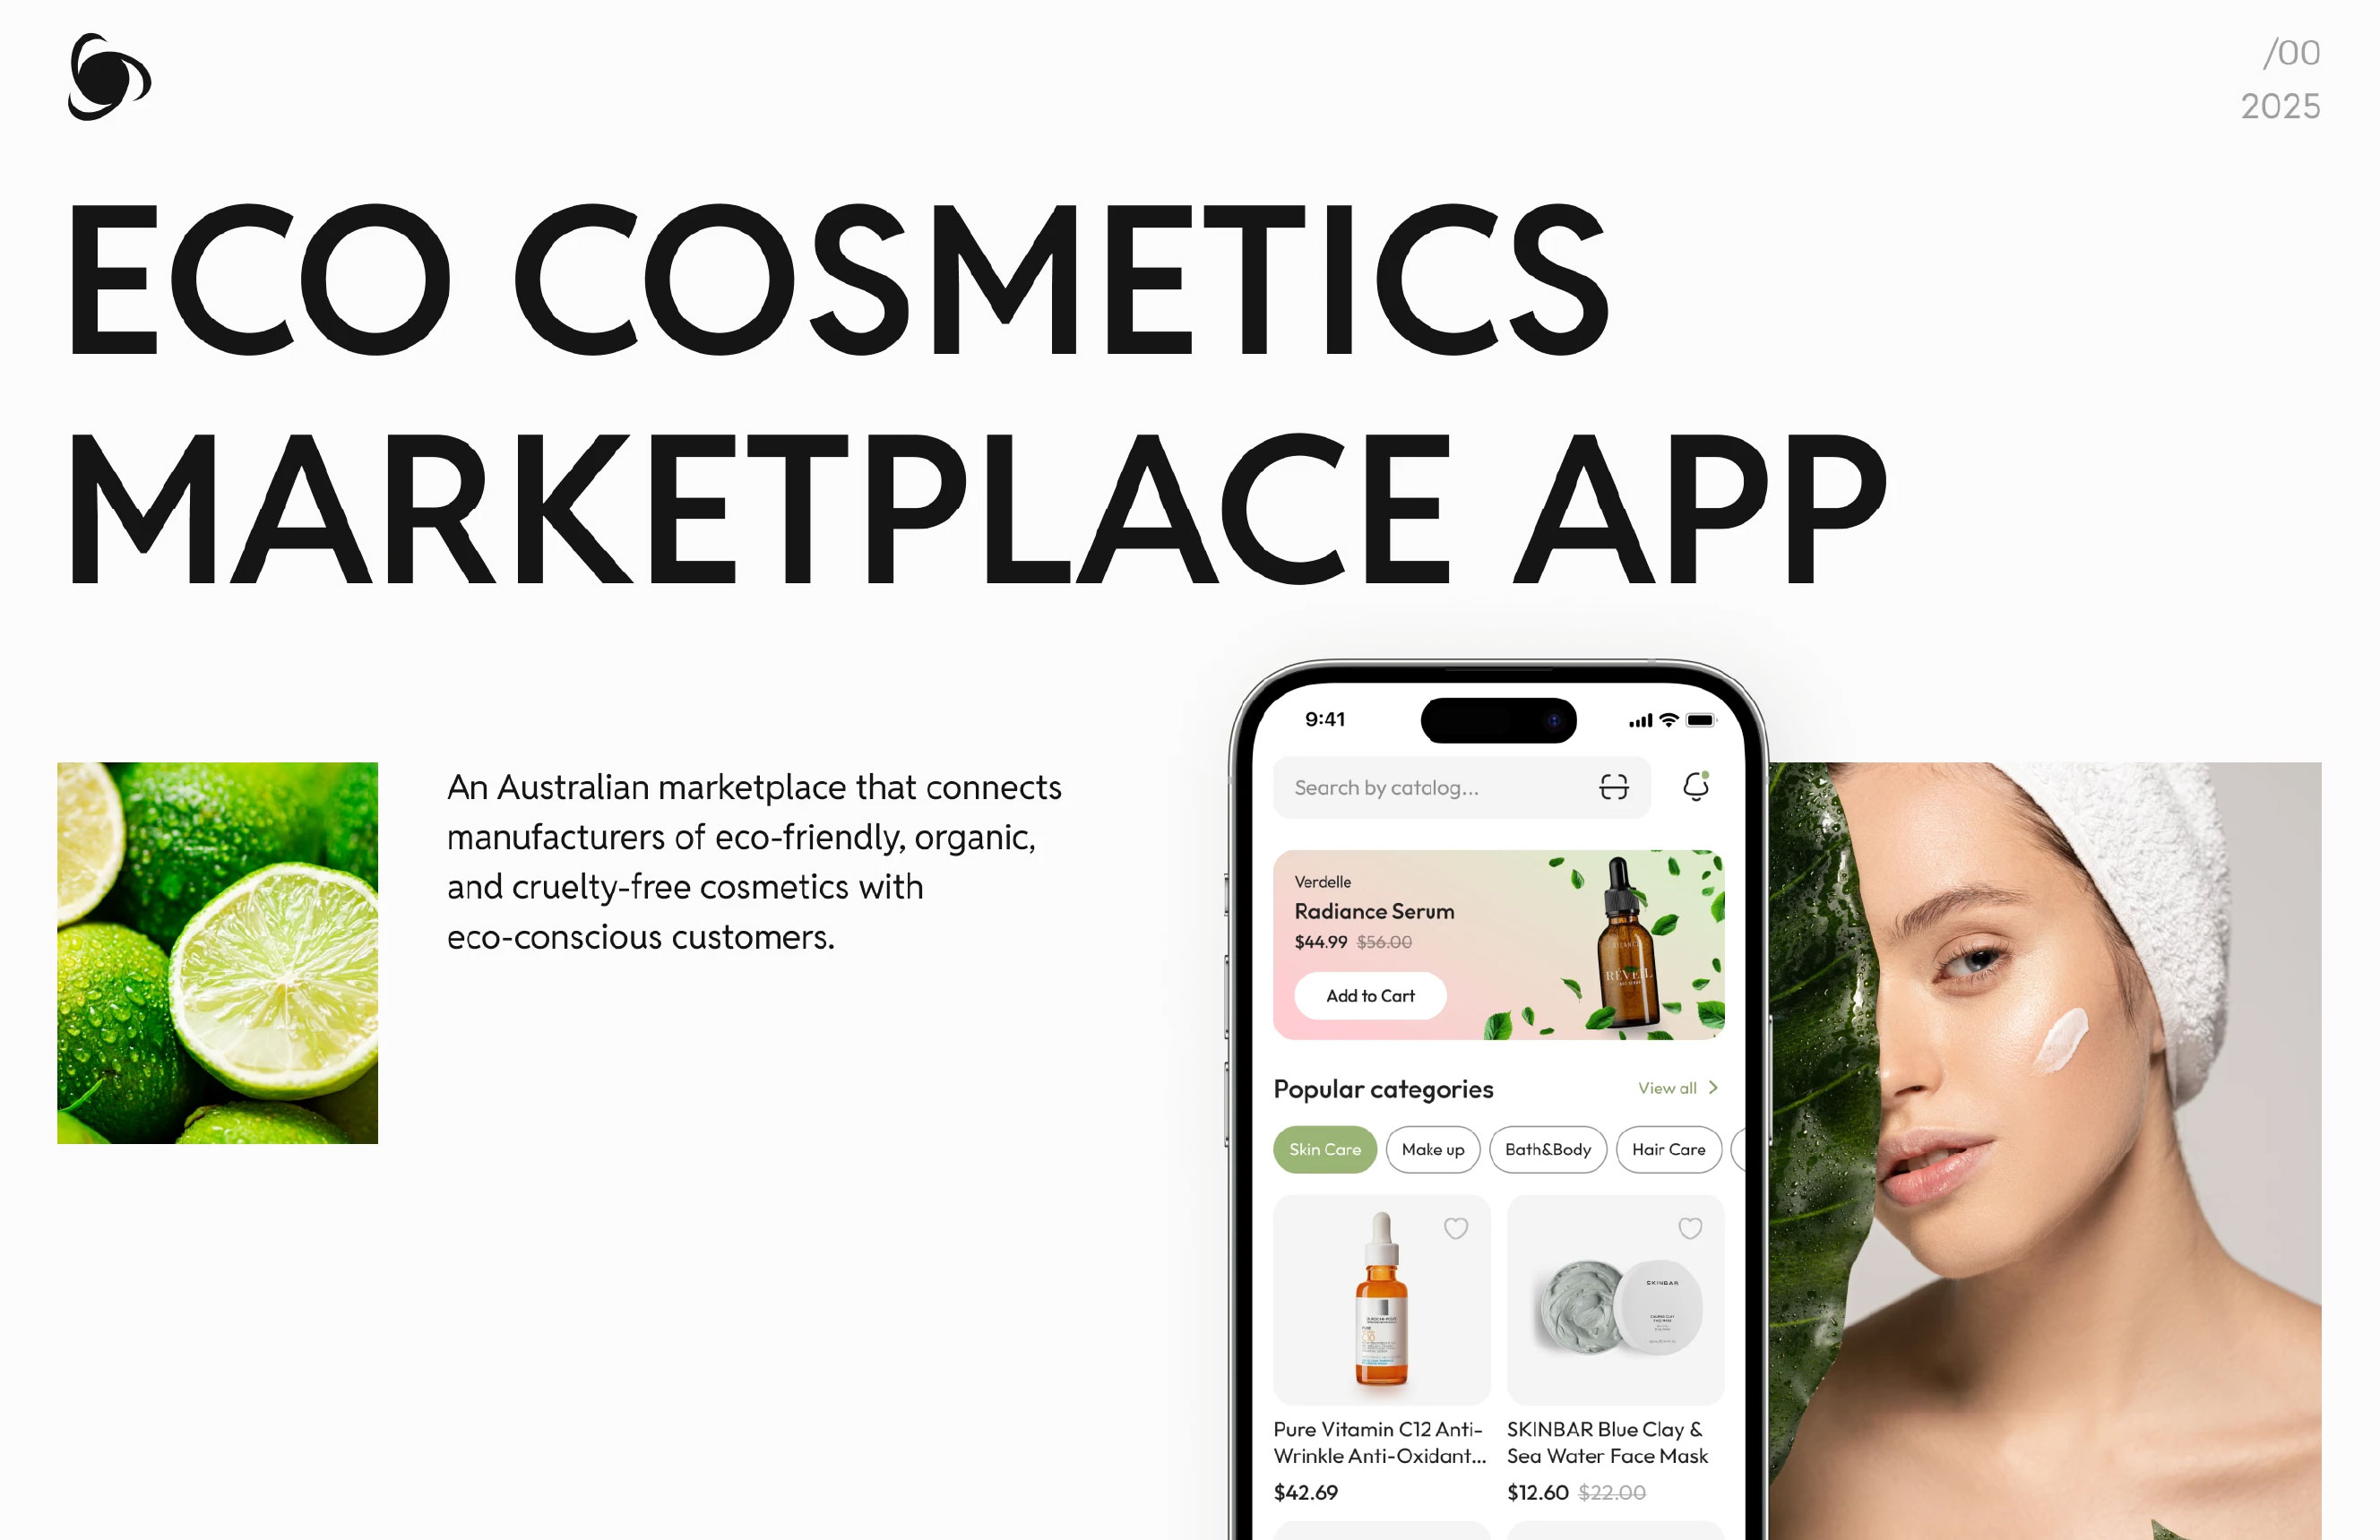 /00
2025
ECO COSMETICS
MARKETPLACE APP
An Australian marketplace that connects
manufacturers of eco-friendly, organic,
and cruelty-free cosmetics with
eco-conscious customers.
9:41
Search by catalog...
Verdelle
Radiance Serum
$44.99 $56.00
Add to Cart
RÉVEIL
Popular categories
View all
Skin Care
Make up
Bath&Body
Hair Care
SKINBAR
Pure Vitamin C12 Anti-
Wrinkle Anti-Oxidant...
$42.69
SKINBAR Blue Clay &
Sea Water Face Mask
$12.60 $22.00